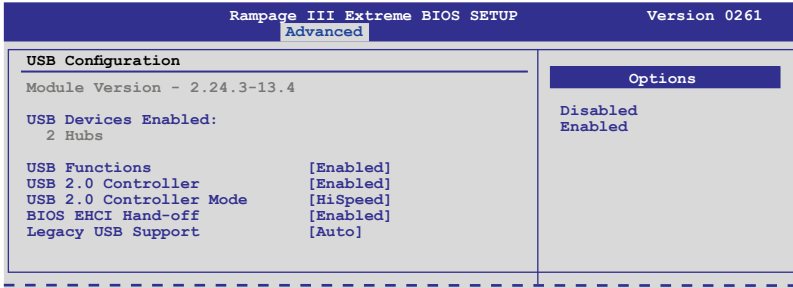 Rampage III Extreme BIOS SETUP Version 0261
Advanced
USB Configuration
Options
Module Version - 2.24.3-13.4
Disabled
Enabled
USB Devices Enabled:
2 Hubs
USB Functions [Enabled]
USB 2.0 Controller [Enabled]
USB 2.0 Controller Mode [HiSpeed]
BIOS EHCI Hand-off [Enabled]
Legacy USB Support [Auto]